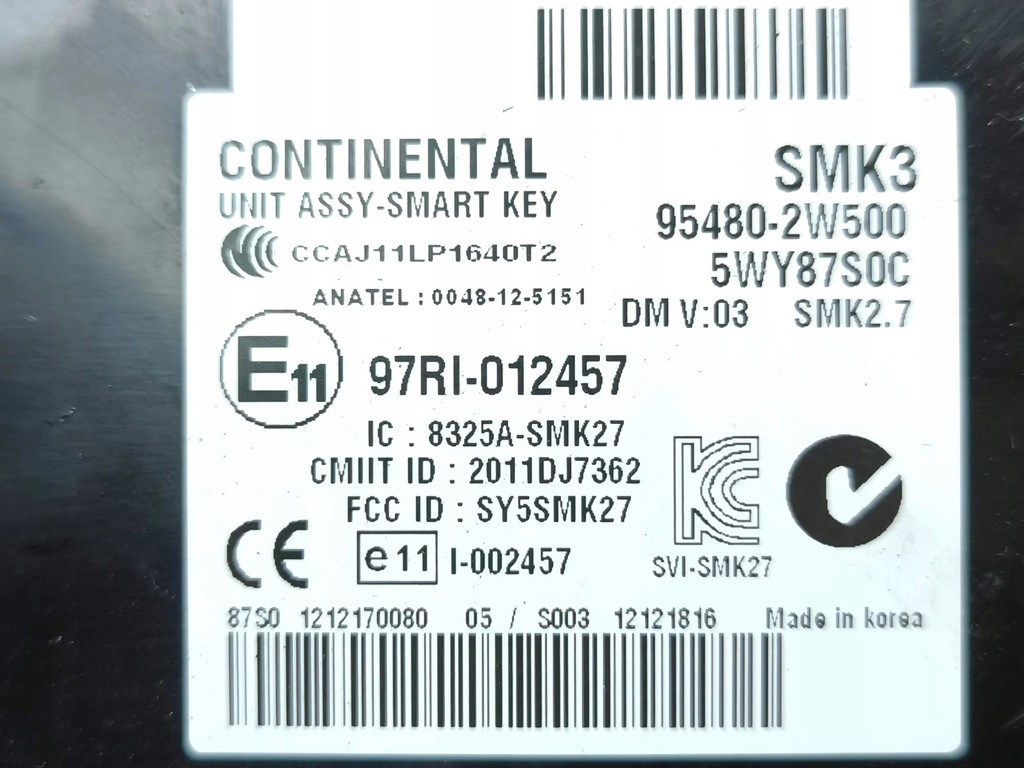 CONTINENTAL
SMK3
UNIT ASSY-SMART KEY
95480-2W500
CCAJ11LP1640T2
5WY87S0C
ANATEL : 0048-12-5151
DM V:03 SMK2.7
E11
97RI-012457
IC : 8325A-SMK27
CMIIT ID : 2011DJ7362
FCC ID : SY5SMK27
KC
CE
e11 I-002457
SVI-SMK27
87S0 1212170080 05 / S003 12121816 Made in korea